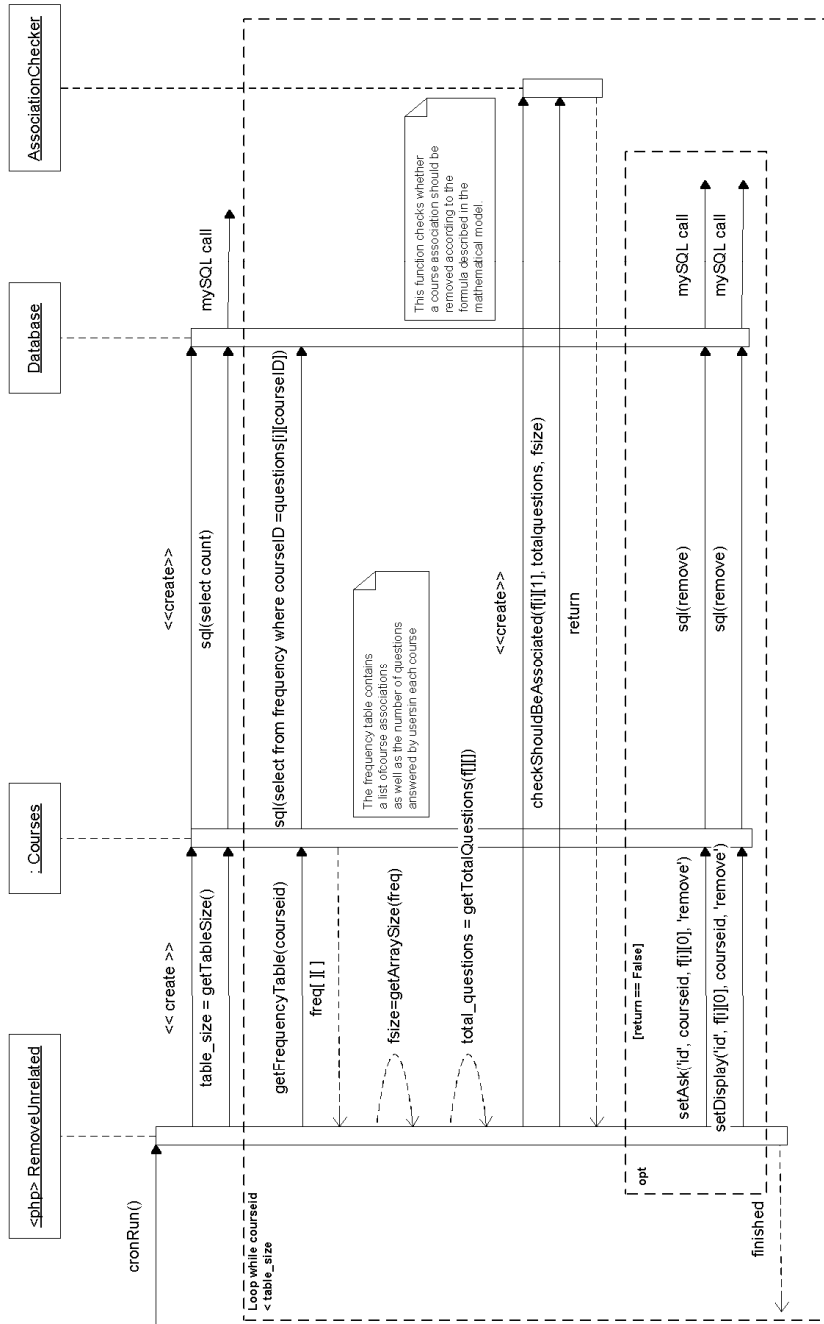 <php> RemoveUnrelated
: Courses
Database
AssociationChecker
cronRun()
<< create >>
<<create>>
table_size = getTableSize()
sql(select count)
mySQL call
Loop while courseid
< table_size
getFrequencyTable(courseid)
sql(select from frequency where courseID =questions[i][courseID])
freq[ ][ ]
The frequency table contains
a list ofcourse associations
as well as the number of questions
answered by usersin each course
This function checks whether
a course association should be
removed according to the
formula described in the
mathematical model.
fsize=getArraySize(freq)
total_questions = getTotalQuestions(f[][])
<<create>>
checkShouldBeAssociated(f[i][1], totalquestions, fsize)
return
opt
[return == False]
setAsk('id', courseid, f[i][0], 'remove')
sql(remove)
mySQL call
setDisplay('id', f[i][0], courseid, 'remove')
sql(remove)
mySQL call
finished